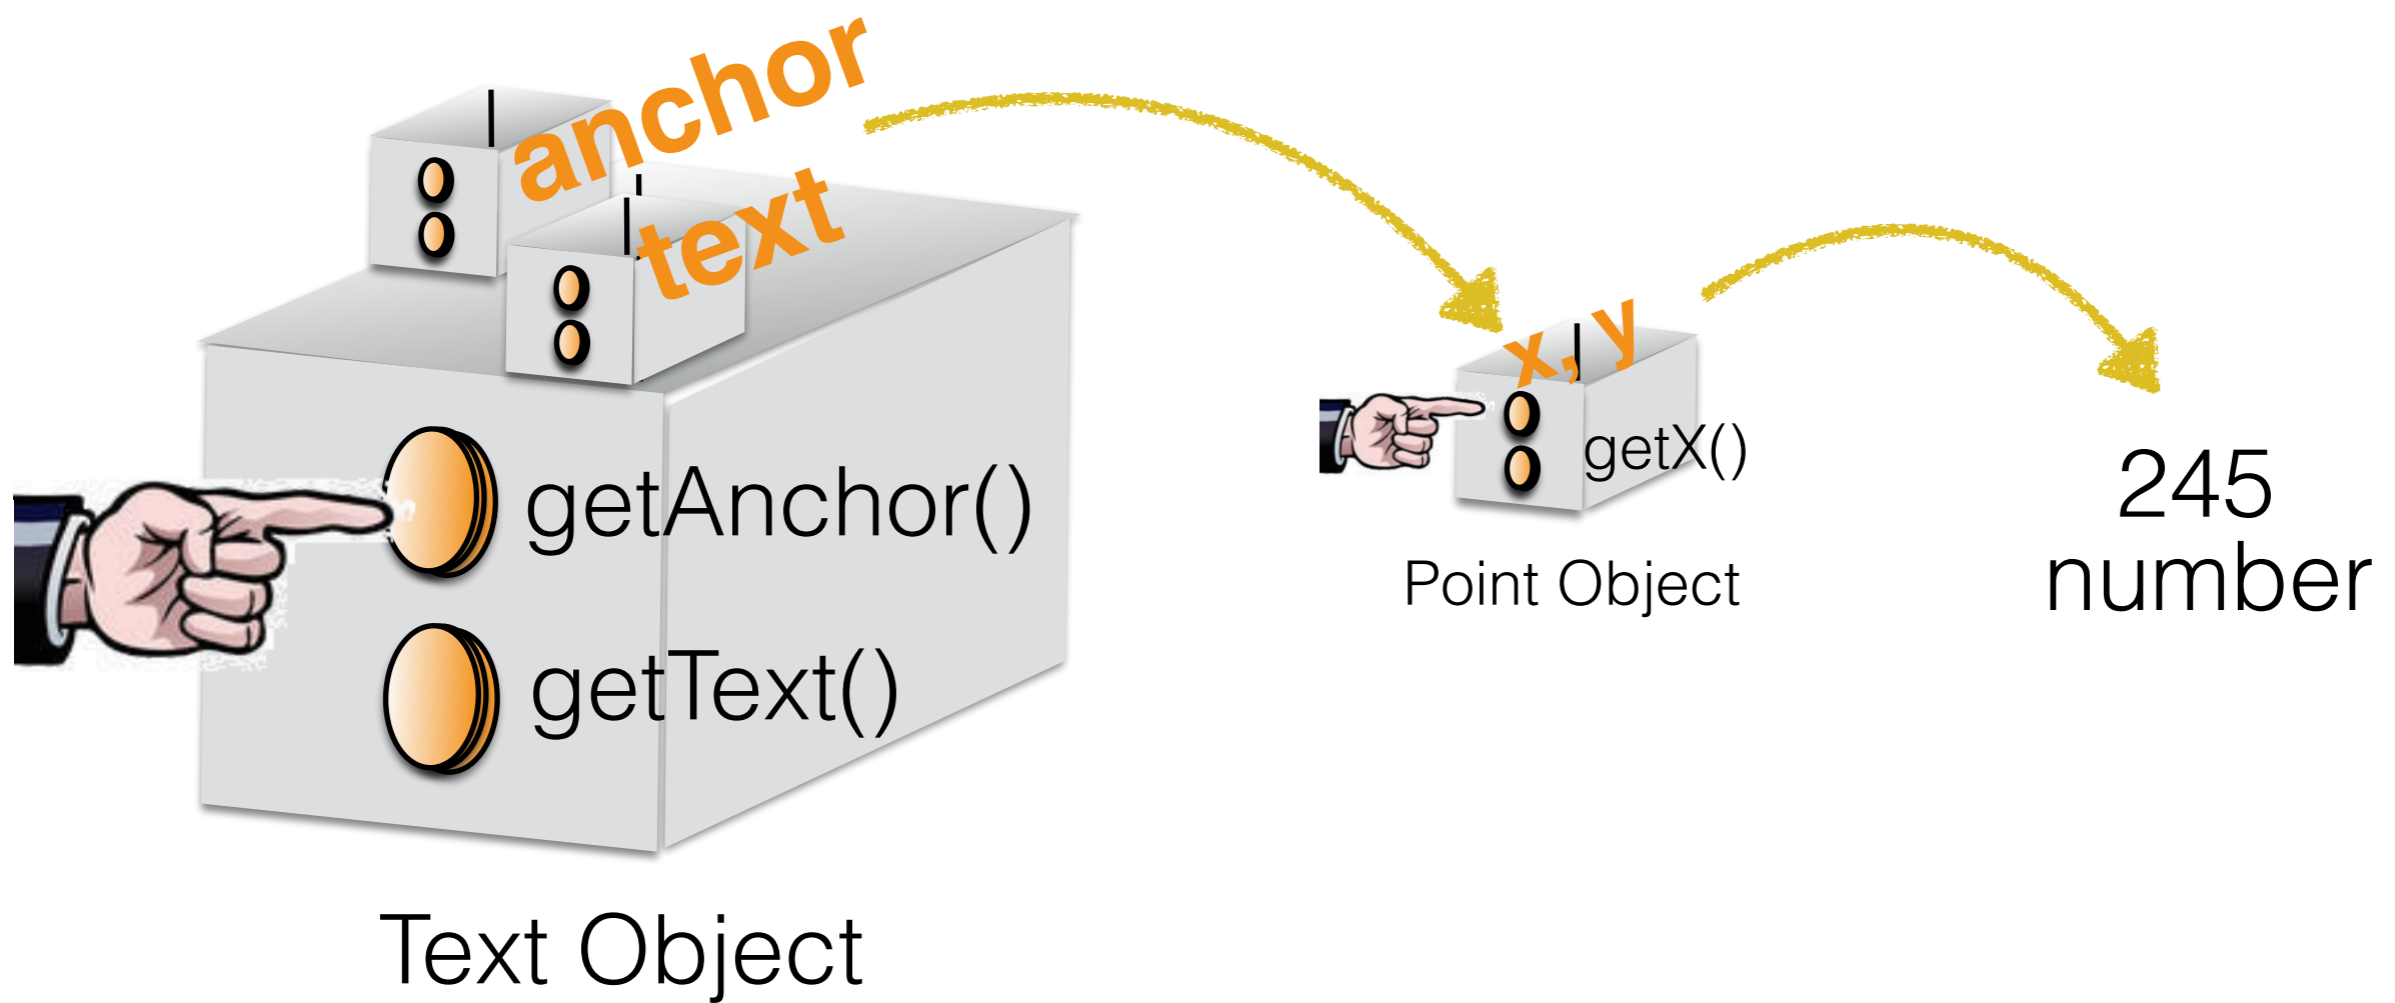 anchor
text
getAnchor()
getText()
Text Object
x, y
getX()
Point Object
245
number